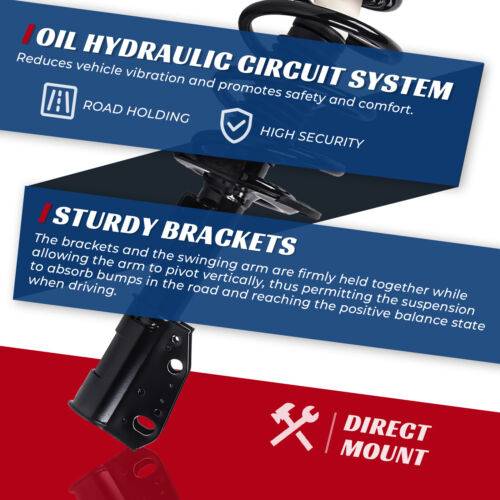 OIL HYDRAULIC CIRCUIT SYSTEM
Reduces vehicle vibration and promotes safety and comfort.
ROAD HOLDING
HIGH SECURITY
STURDY BRACKETS
The brackets and the swinging arm are firmly held together while
allowing the arm to pivot vertically, thus permitting the suspension
to absorb bumps in the road and reaching the positive balance state
when driving.
DIRECT
MOUNT